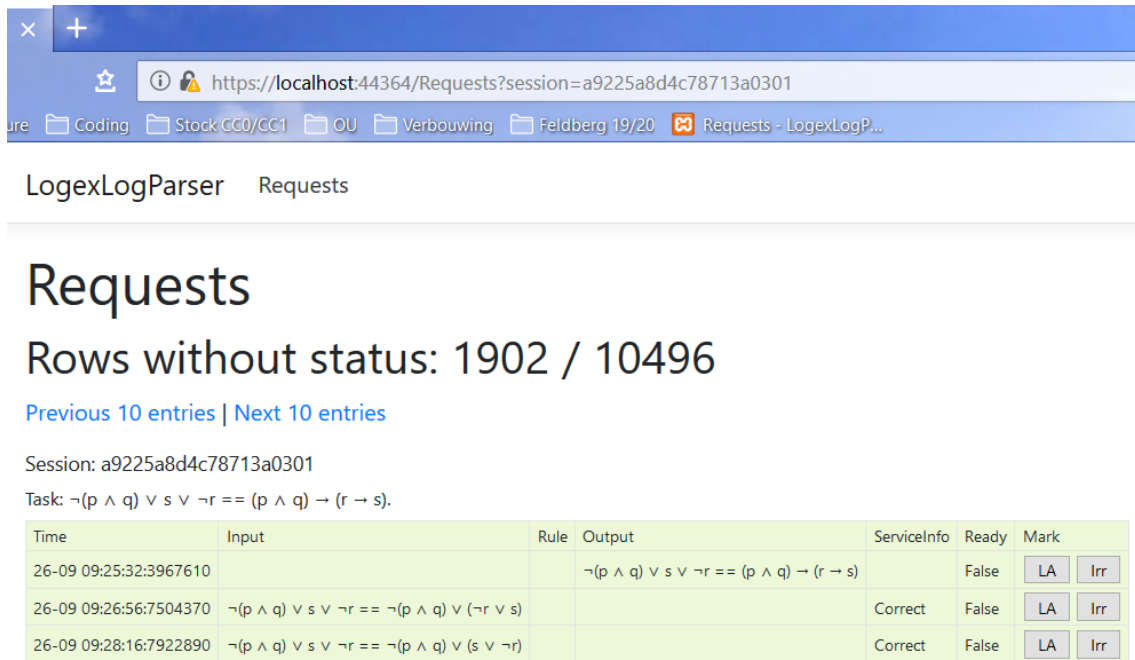 https://localhost:44364/Requests?session=a9225a8d4c78713a0301
ure Coding Stock CC0/CC1 OU Verbouwing Feldberg 19/20 Requests - LogexLogP...
LogexLogParser Requests
Requests
Rows without status: 1902 / 10496
Previous 10 entries | Next 10 entries
Session: a9225a8d4c78713a0301
Task: ¬(p ∧ q) ∨ s ∨ ¬r == (p ∧ q) → (r → s).
Time Input Rule Output ServiceInfo Ready Mark
26-09 09:25:32:3967610 ¬(p ∧ q) ∨ s ∨ ¬r == (p ∧ q) → (r → s) False LA Irr
26-09 09:26:56:7504370 ¬(p ∧ q) ∨ s ∨ ¬r == ¬(p ∧ q) ∨ (¬r ∨ s) Correct False LA Irr
26-09 09:28:16:7922890 ¬(p ∧ q) ∨ s ∨ ¬r == ¬(p ∧ q) ∨ (s ∨ ¬r) Correct False LA Irr